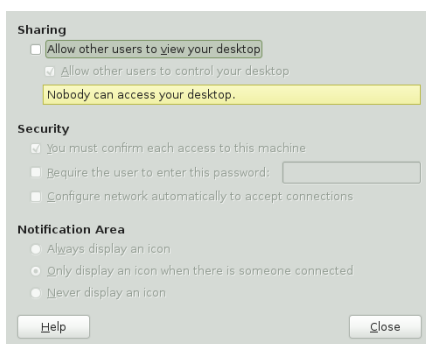 Sharing
Allow other users to view your desktop
Allow other users to control your desktop
Nobody can access your desktop.
Security
You must confirm each access to this machine
Require the user to enter this password:
Configure network automatically to accept connections
Notification Area
Always display an icon
Only display an icon when there is someone connected
Never display an icon
Help Close